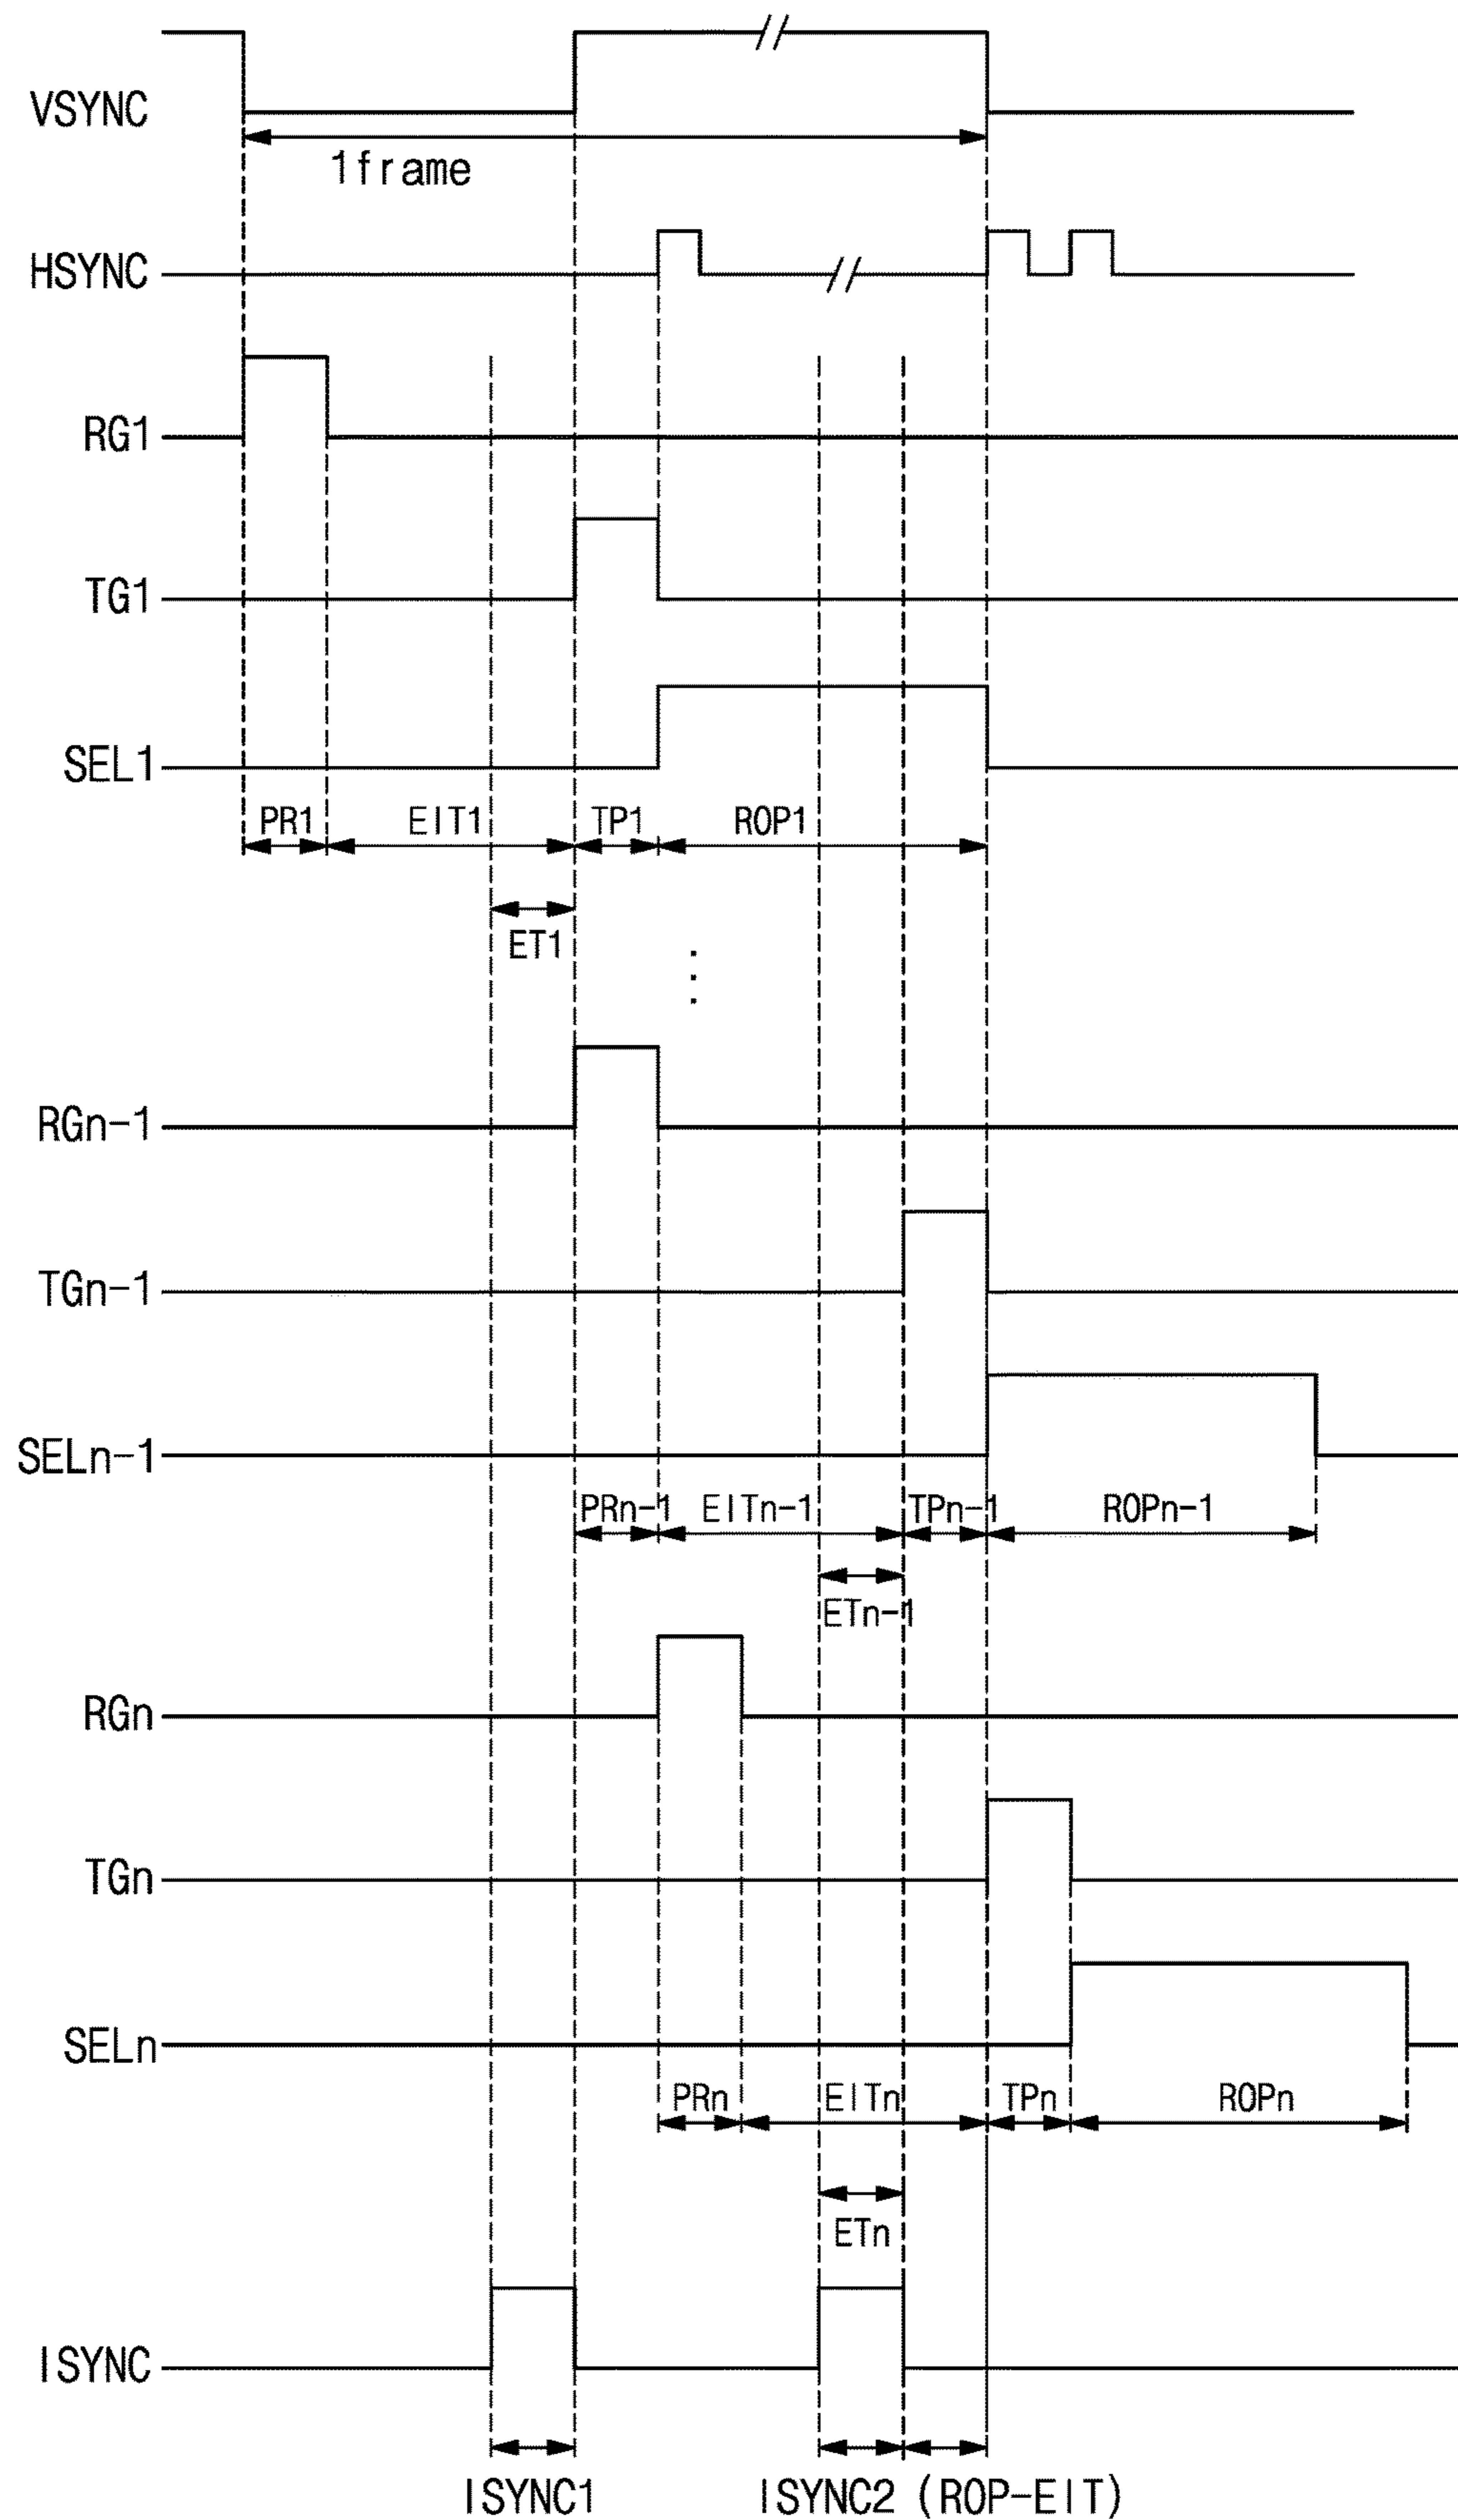 VSYNC
1frame
HSYNC
RG1
TG1
SEL1
PR1 EIT1 TP1 ROP1
ET1
RGn-1
TGn-1
SELn-1
PRn-1 EITn-1 TPn-1 ROPn-1
ETn-1
RGn
TGn
SELn
PRn EITn TPn ROPn
ETn
ISYNC
ISYNC1 ISYNC2 (ROP-EIT)